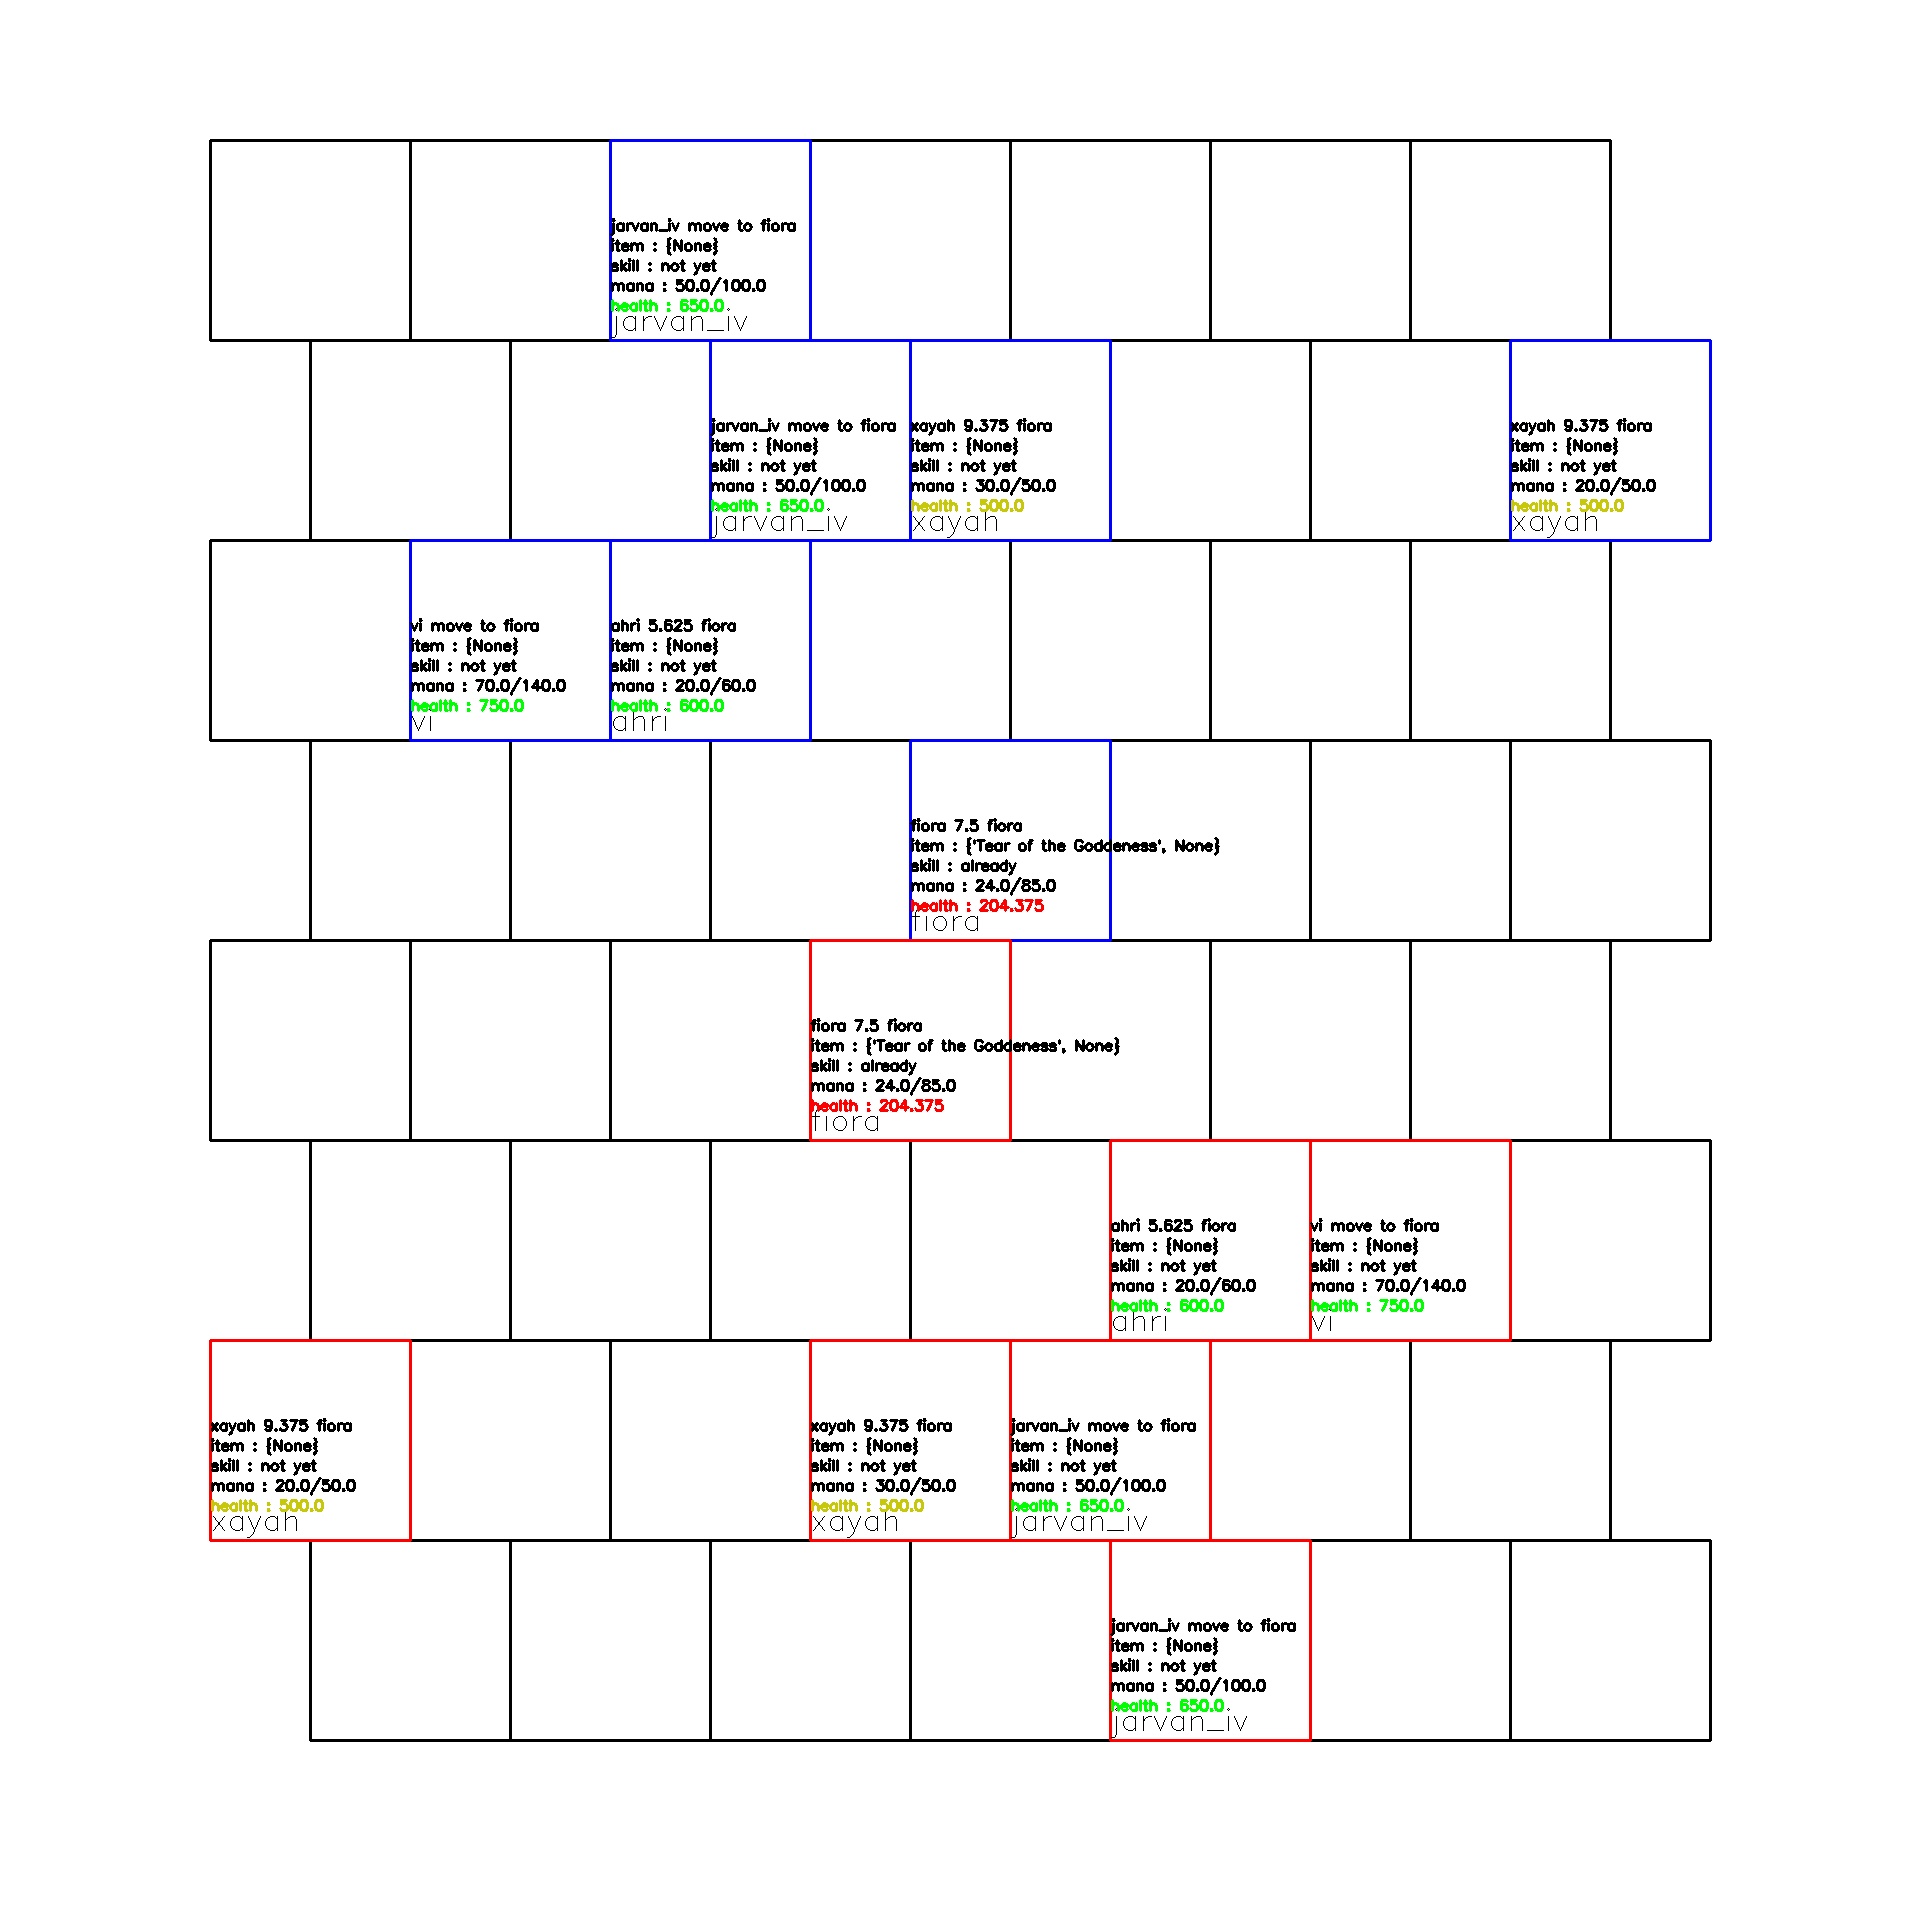 jarvan_iv move to fiora
item : {None}
skill : not yet
mana : 50.0/100.0
health : 650.0
jarvan_iv
jarvan_iv move to fiora
item : {None}
skill : not yet
mana : 50.0/100.0
health : 650.0
jarvan_iv
xayah 9.375 fiora
item : {None}
skill : not yet
mana : 30.0/50.0
health : 500.0
xayah
xayah 9.375 fiora
item : {None}
skill : not yet
mana : 20.0/50.0
health : 500.0
xayah
vi move to fiora
item : {None}
skill : not yet
mana : 70.0/140.0
health : 750.0
vi
ahri 5.625 fiora
item : {None}
skill : not yet
mana : 20.0/60.0
health : 600.0
ahri
fiora 7.5 fiora
item : {'Tear of the Goddeness', None}
skill : already
mana : 24.0/85.0
health : 204.375
fiora
fiora 7.5 fiora
item : {'Tear of the Goddeness', None}
skill : already
mana : 24.0/85.0
health : 204.375
fiora
ahri 5.625 fiora
item : {None}
skill : not yet
mana : 20.0/60.0
health : 600.0
ahri
vi move to fiora
item : {None}
skill : not yet
mana : 70.0/140.0
health : 750.0
vi
xayah 9.375 fiora
item : {None}
skill : not yet
mana : 20.0/50.0
health : 500.0
xayah
xayah 9.375 fiora
item : {None}
skill : not yet
mana : 30.0/50.0
health : 500.0
xayah
jarvan_iv move to fiora
item : {None}
skill : not yet
mana : 50.0/100.0
health : 650.0
jarvan_iv
jarvan_iv move to fiora
item : {None}
skill : not yet
mana : 50.0/100.0
health : 650.0
jarvan_iv